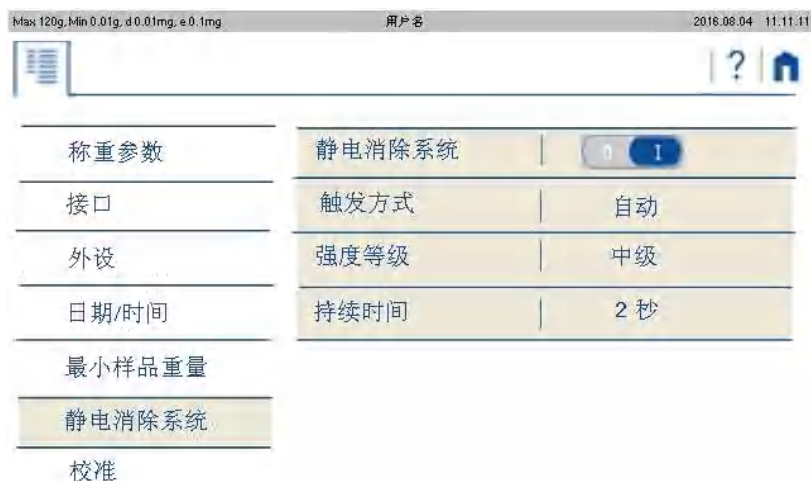 Max 120g, Min 0.01g, d 0.01mg, e 0.1mg 用户名 2016.08.04 11.11.11
?
称重参数 静电消除系统 0 I
接口 触发方式 自动
外设 强度等级 中级
日期/时间 持续时间 2 秒
最小样品重量
静电消除系统
校准